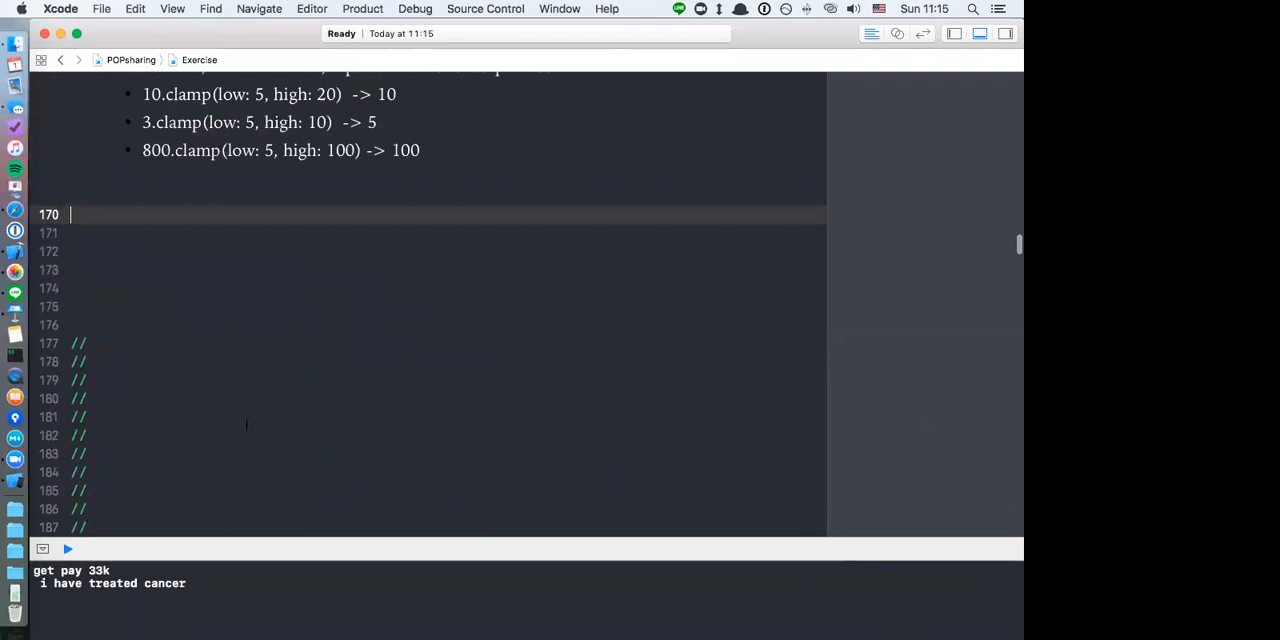 Xcode File Edit View Find Navigate Editor Product Debug Source Control Window Help Sun 11:15
Ready | Today at 11:15
POPsharing Exercise
• 10.clamp(low: 5, high: 20) -> 10
• 3.clamp(low: 5, high: 10) -> 5
• 800.clamp(low: 5, high: 100) -> 100
170
171
172
173
174
175
176
177 //
178 //
179 //
180 //
181 //
182 //
183 //
184 //
185 //
186 //
187 //
get pay 33k
i have treated cancer